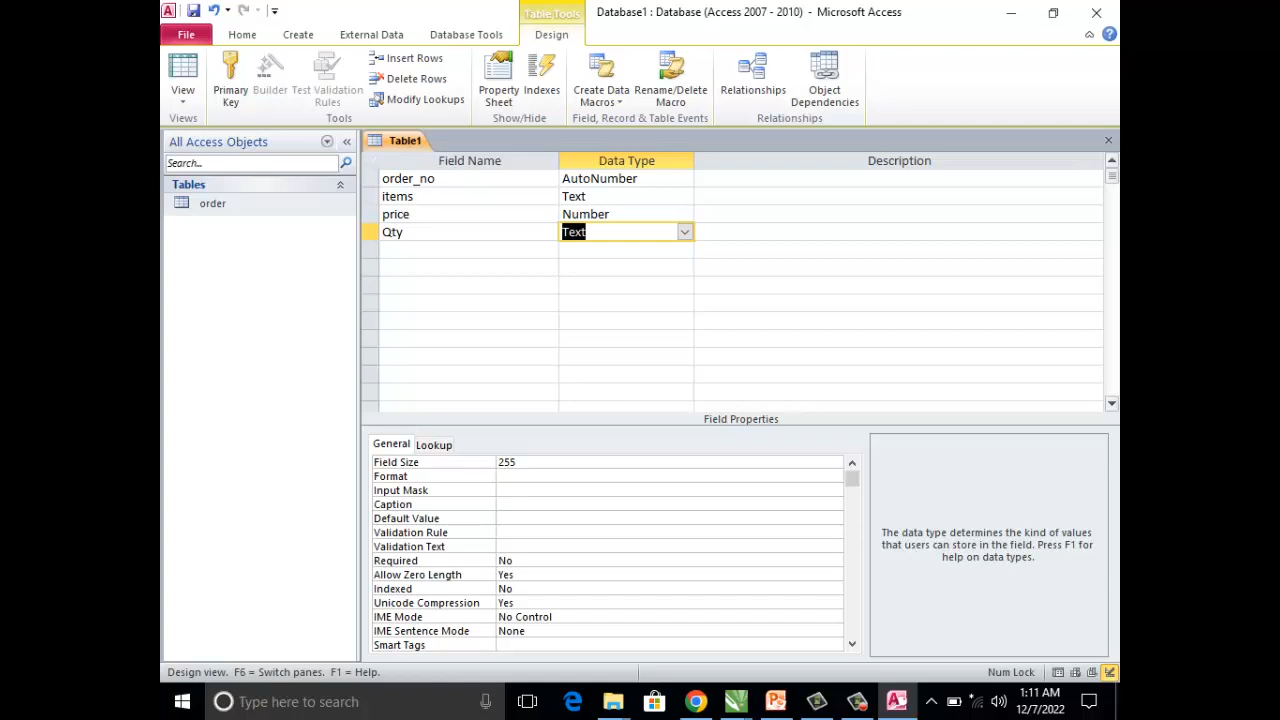 Table Tools
Database1 : Database (Access 2007 - 2010) - Microsoft Access
File
Home
Create
External Data
Database Tools
Design
View
Primary Key
Builder
Test Validation Rules
Insert Rows
Delete Rows
Modify Lookups
Property Sheet
Indexes
Create Data Macros
Rename/Delete Macro
Relationships
Object Dependencies
Views
Tools
Show/Hide
Field, Record & Table Events
Relationships
All Access Objects
«
Search...
Tables
order
Table1
Field Name Data Type Description
order_no AutoNumber
items Text
price Number
Qty Text
Field Properties
General Lookup
Field Size 255
Format
Input Mask
Caption
Default Value
Validation Rule
Validation Text
Required No
Allow Zero Length Yes
Indexed No
Unicode Compression Yes
IME Mode No Control
IME Sentence Mode None
Smart Tags
The data type determines the kind of values
that users can store in the field. Press F1 for
help on data types.
Design view. F6 = Switch panes. F1 = Help.
Num Lock
Type here to search
1:11 AM
12/7/2022